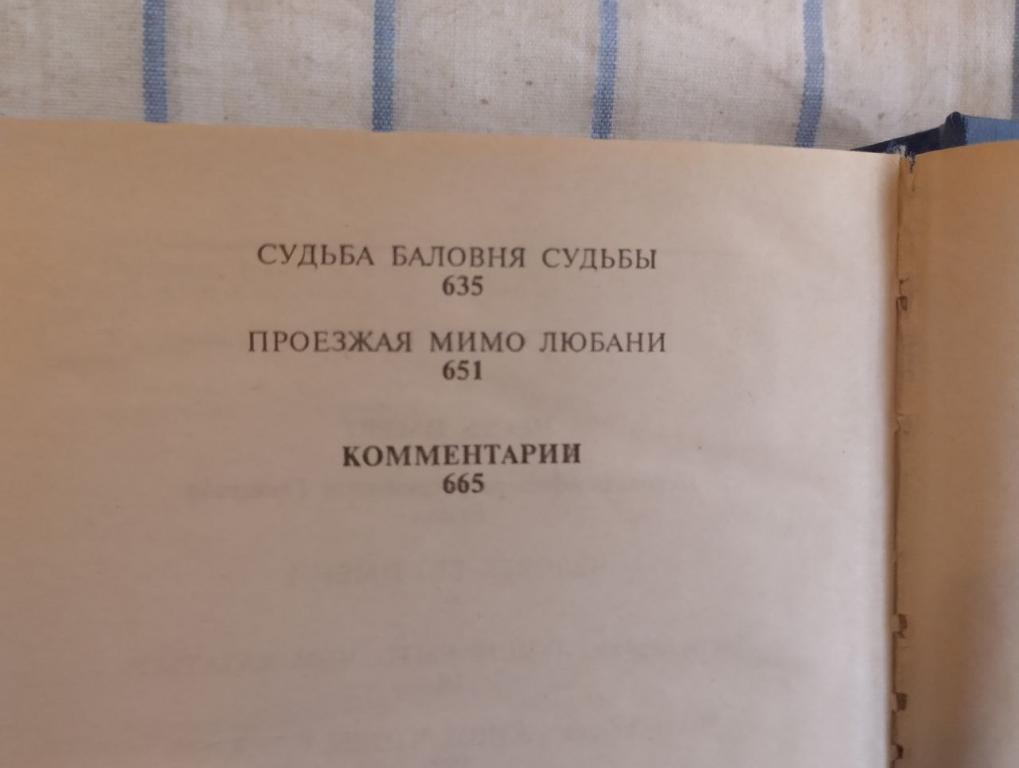 СУДЬБА БАЛОВНЯ СУДЬБЫ
635
ПРОЕЗЖАЯ МИМО ЛЮБАНИ
651
КОММЕНТАРИИ
665